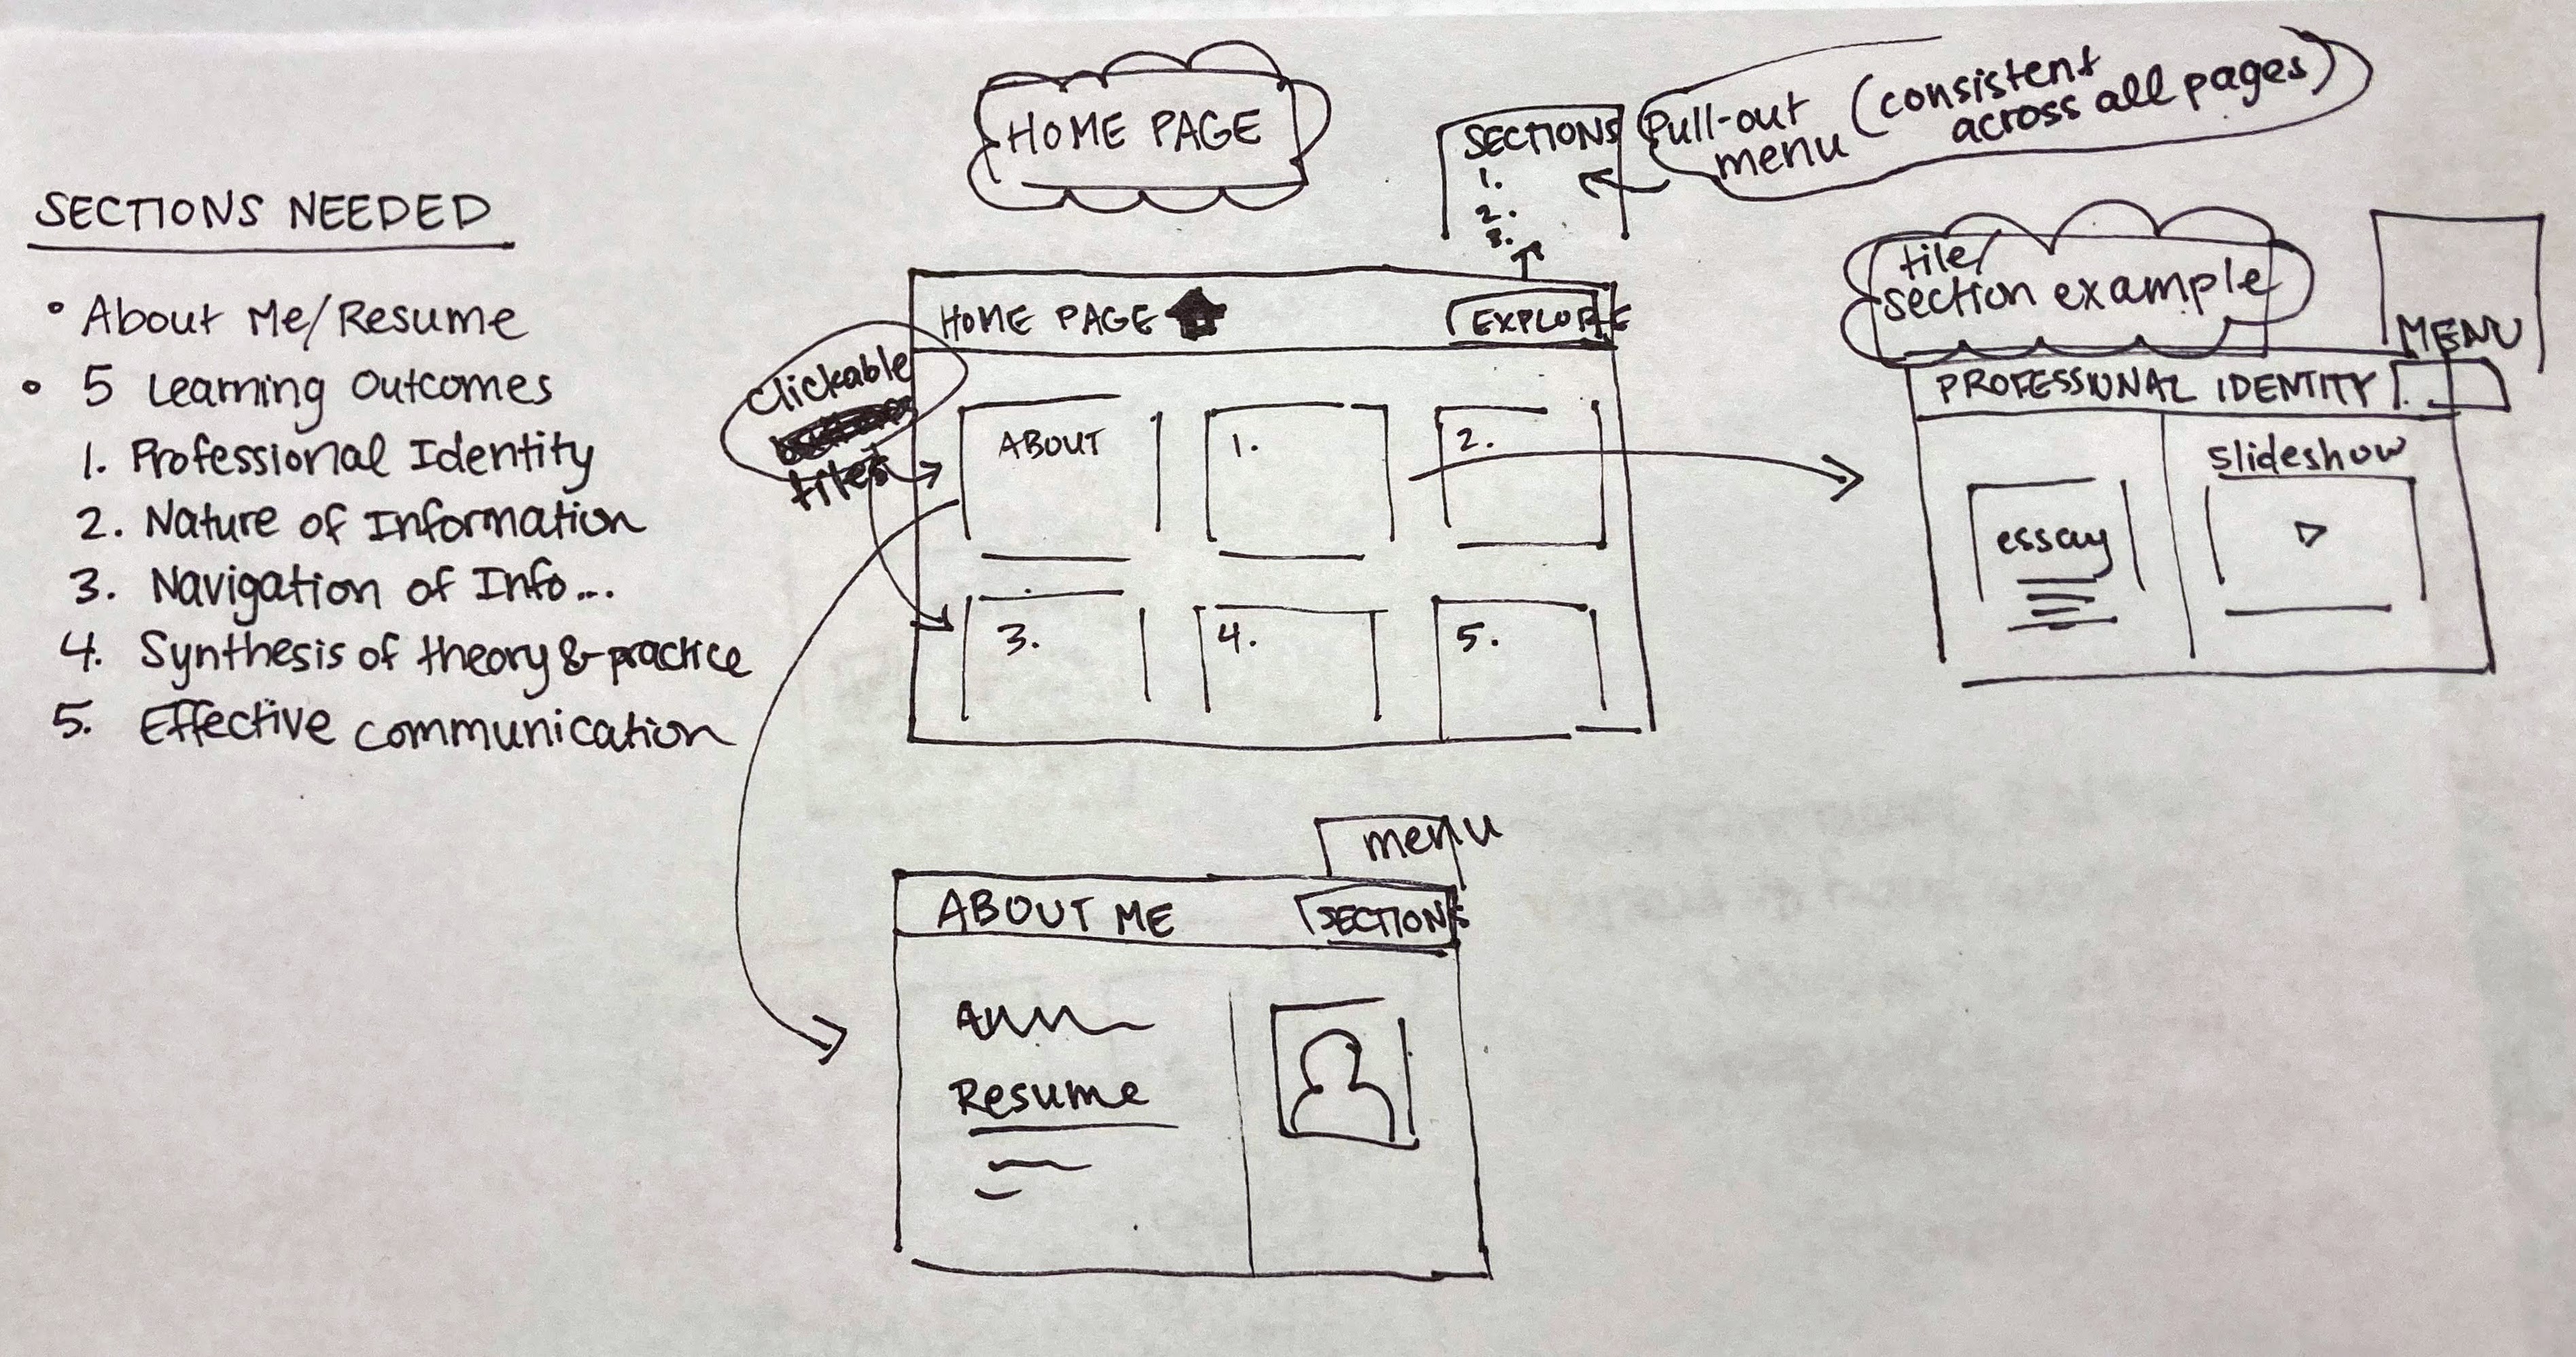 SECTIONS NEEDED
• About Me/Resume
• 5 Learning Outcomes
1. Professional Identity
2. Nature of Information
3. Navigation of Info...
4. Synthesis of theory & practice
5. Effective communication
HOME PAGE
SECTIONS
1.
2.
3.
Pull-out menu (consistent across all pages)
HOME PAGE
EXPLORE
clickable
tiles
ABOUT
1.
2.
3.
4.
5.
tile/
section example
MENU
PROFESSIONAL IDENTITY
essay
slideshow
menu
ABOUT ME
SECTIONS
Resume